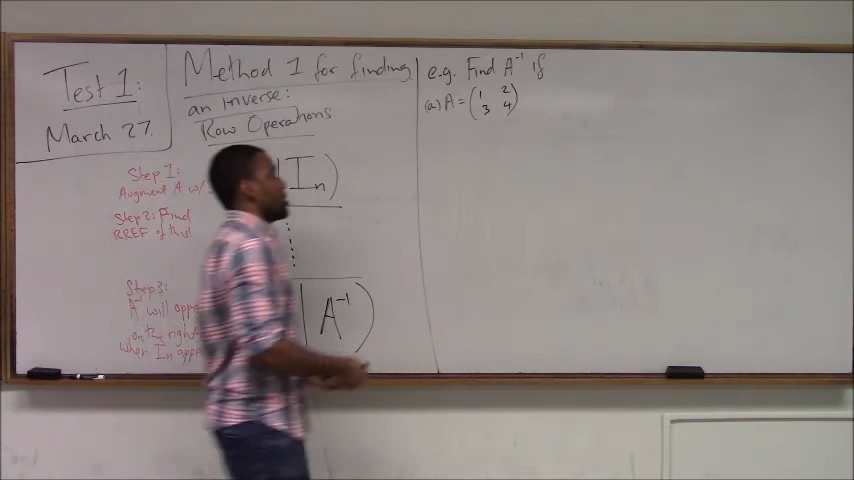 Test 1:
March 27.
Method 1 for finding
an inverse:
Row Operations
Step 1:
Augment A w/
Step 2: Find
RREF of this!
Step 3:
A⁻¹ will
on the right
when Iₙ
Iₙ)
| A⁻¹)
e.g. Find A⁻¹ if
(a) A = (1 2
3 4)